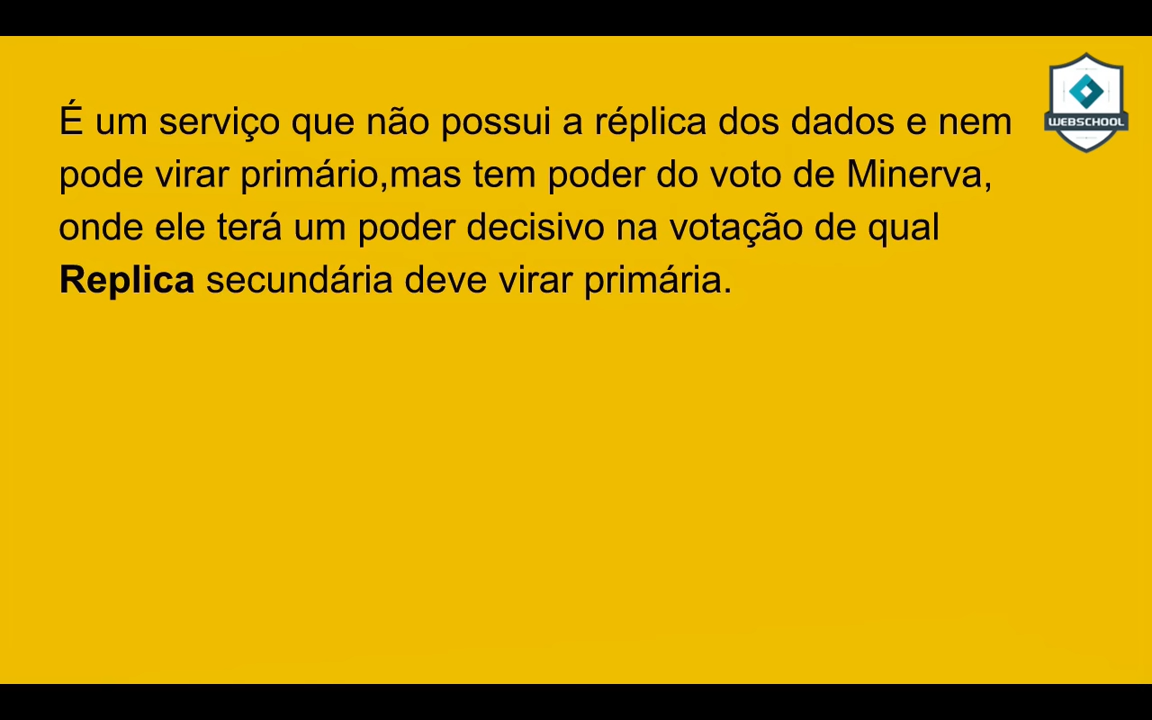 É um serviço que não possui a réplica dos dados e nem
pode virar primário,mas tem poder do voto de Minerva,
onde ele terá um poder decisivo na votação de qual
Replica secundária deve virar primária.
WEBSCHOOL